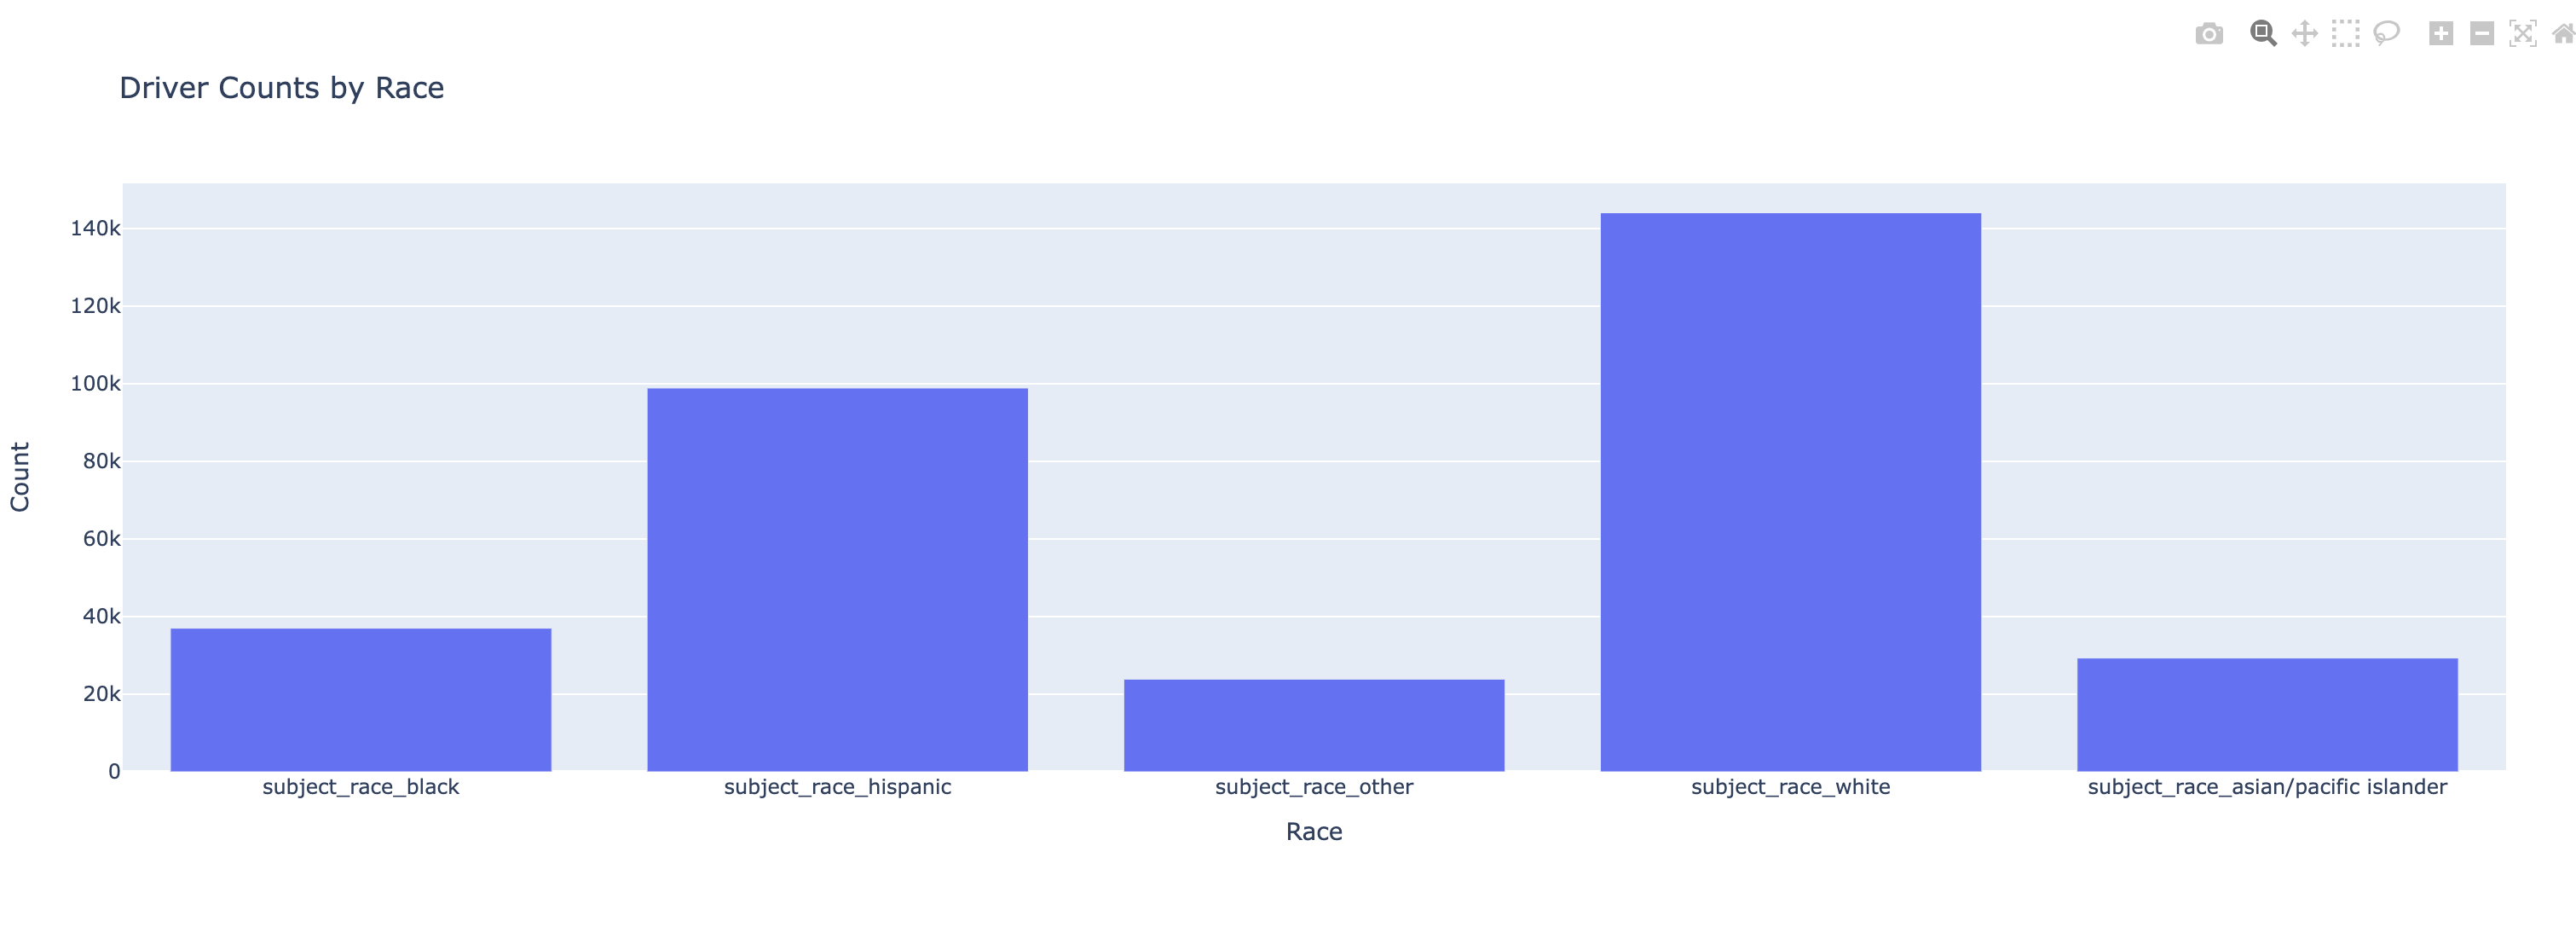 Driver Counts by Race
140k
120k
100k
80k
60k
40k
20k
0
Count
subject_race_black
subject_race_hispanic
subject_race_other
subject_race_white
subject_race_asian/pacific islander
Race